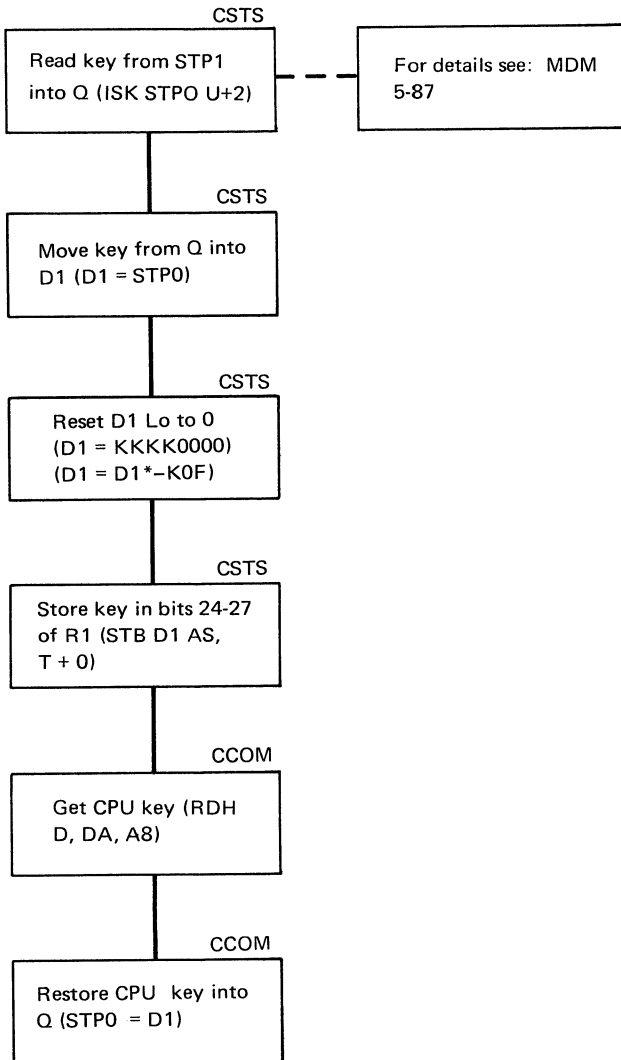 CSTS
Read key from STP1
into Q (ISK STPO U+2)
For details see: MDM
5-87
CSTS
Move key from Q into
D1 (D1 = STP0)
CSTS
Reset D1 Lo to 0
(D1 = KKKK0000)
(D1 = D1*–K0F)
CSTS
Store key in bits 24-27
of R1 (STB D1 AS,
T + 0)
CCOM
Get CPU key (RDH
D, DA, A8)
CCOM
Restore CPU key into
Q (STP0 = D1)